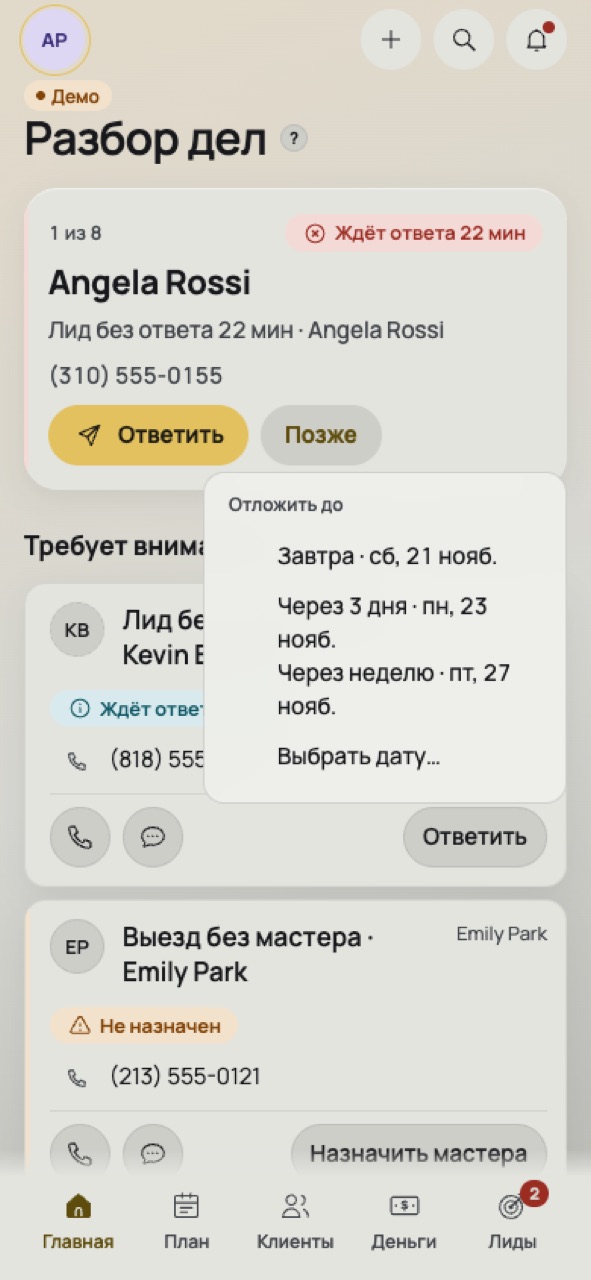 AP
Демо
Разбор дел ?
1 из 8
Ждёт ответа 22 мин
Angela Rossi
Лид без ответа 22 мин · Angela Rossi
(310) 555-0155
Ответить
Позже
Отложить до
Завтра · сб, 21 нояб.
Через 3 дня · пн, 23
нояб.
Через неделю · пт, 27
нояб.
Выбрать дату...
Требует
KB
Лид
Kevin
Ждёт
(818) 555
Ответить
EP
Выезд без мастера ·
Emily Park
Emily Park
Не назначен
(213) 555-0121
Назначить мастера
Главная
План
Клиенты
Деньги
2
Лиды